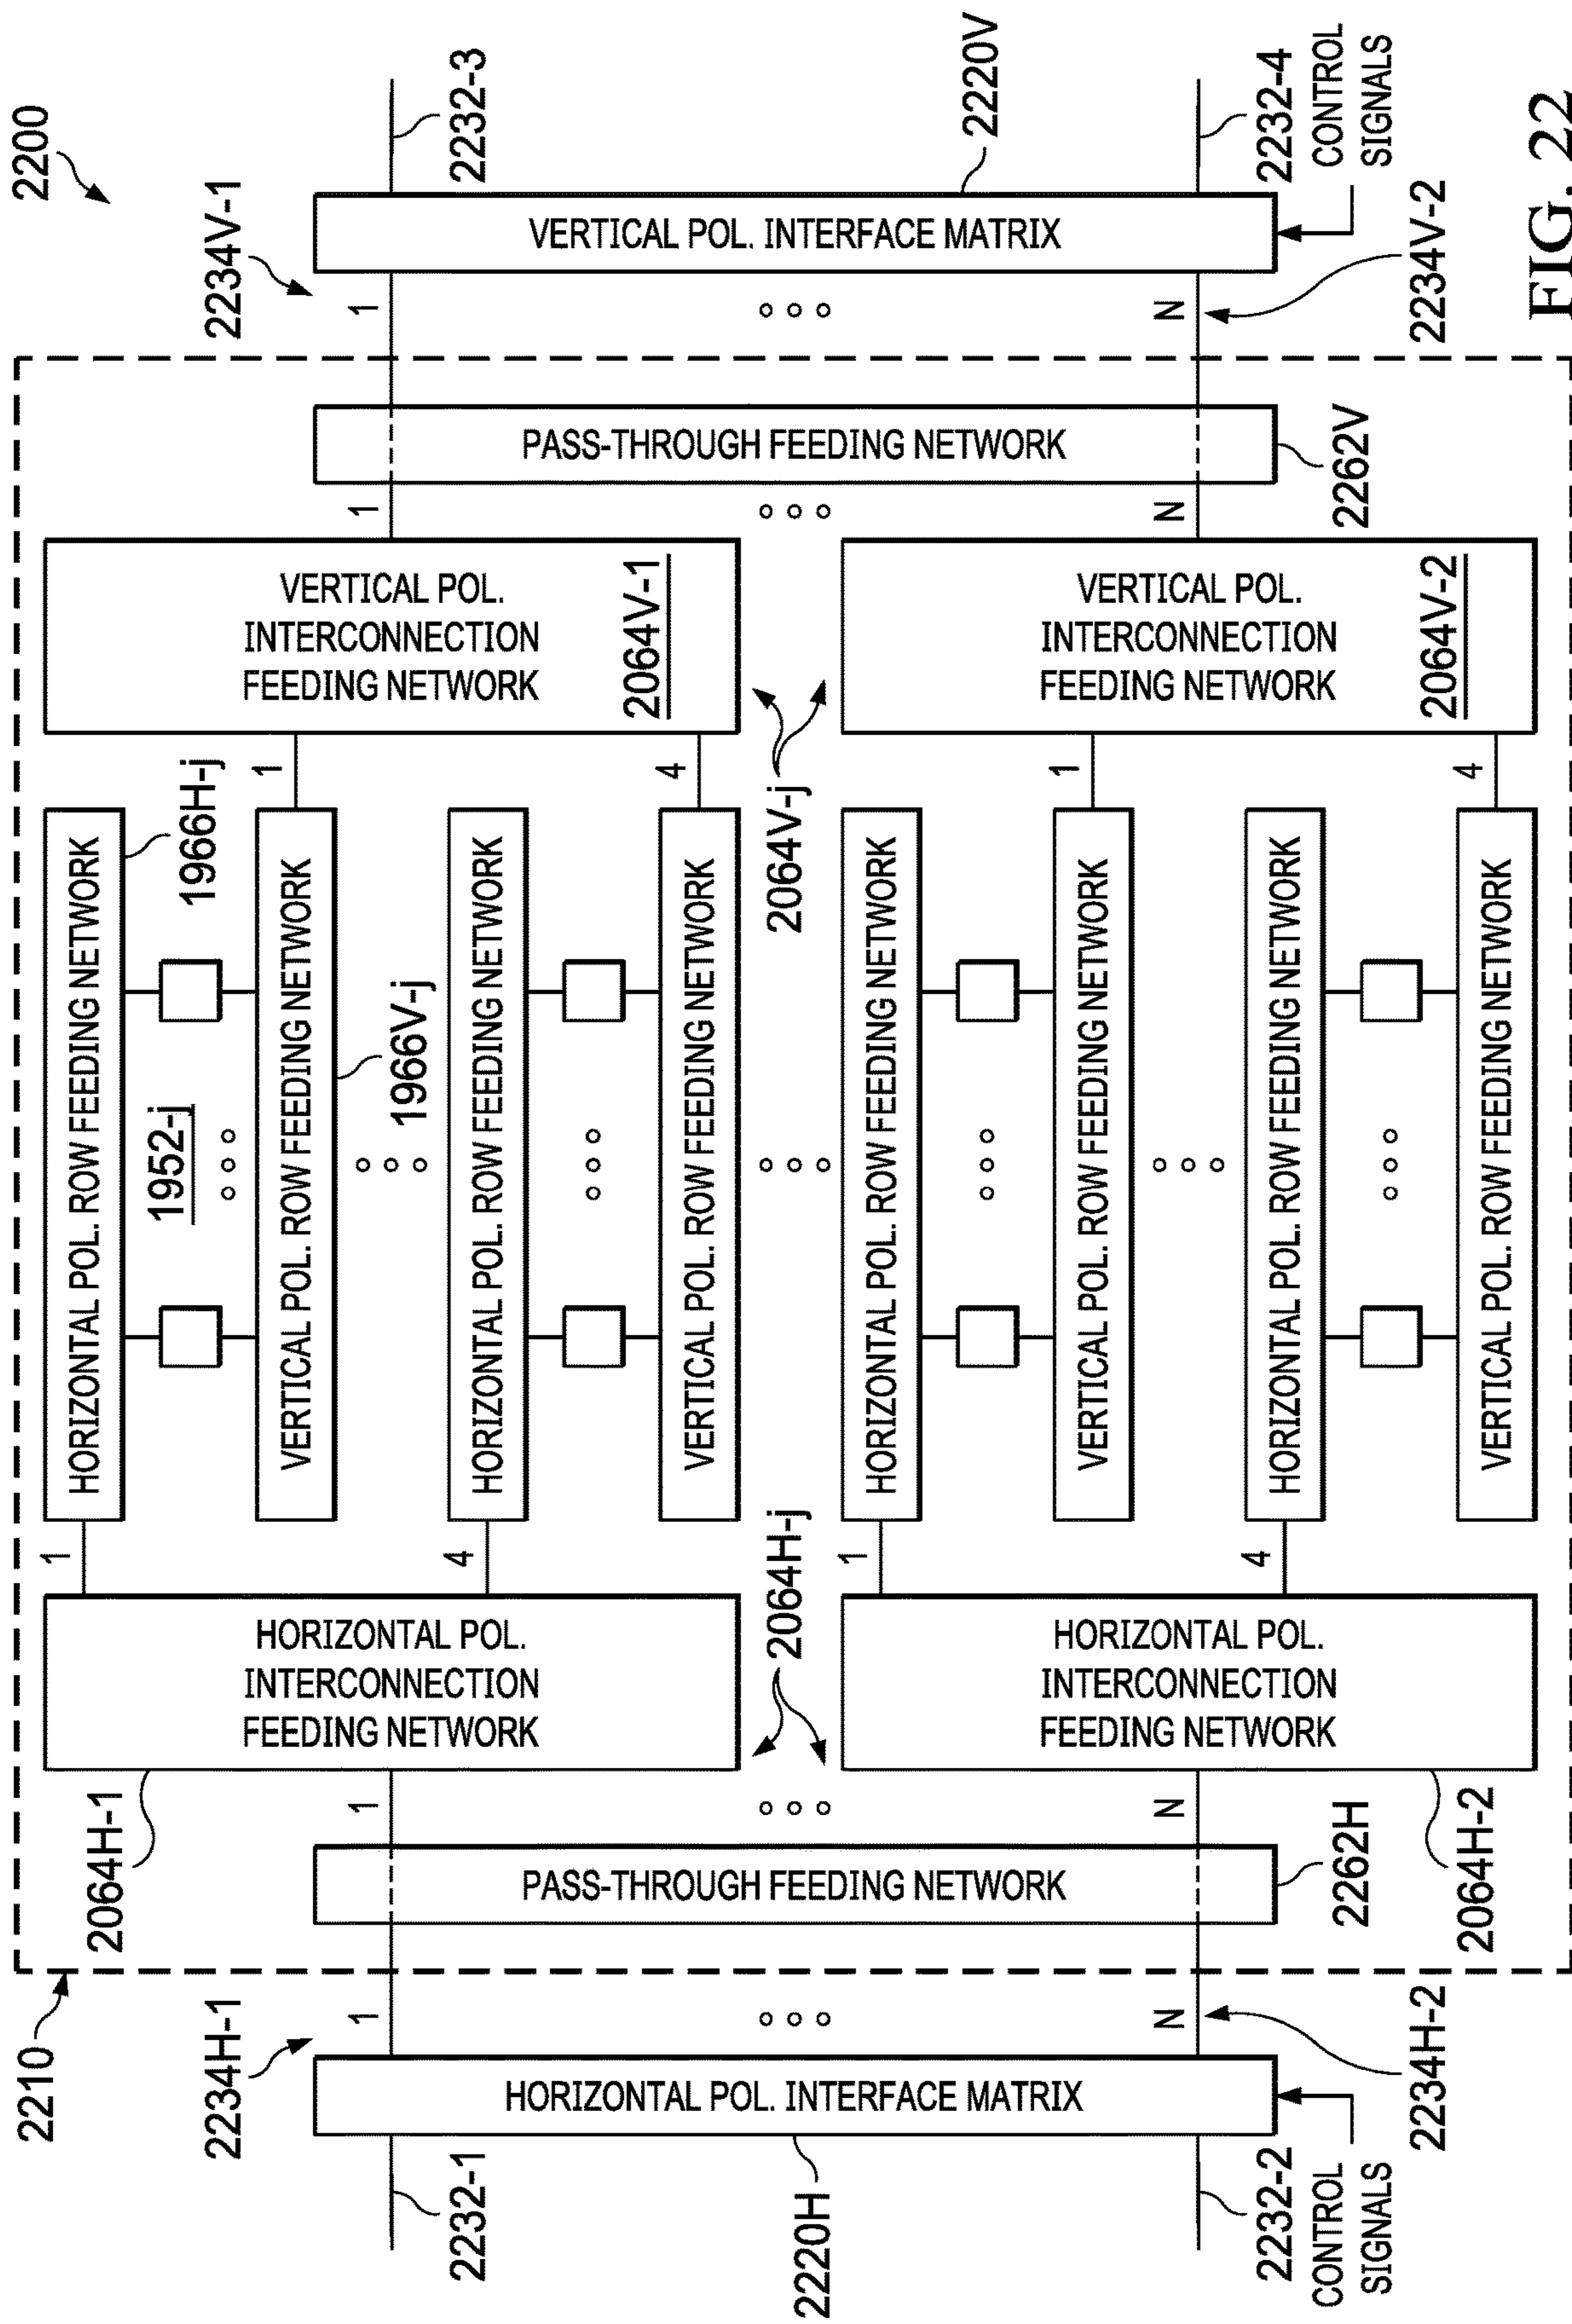 2200
2210
2234H-1
2234V-1
2232-1
2232-3
2220H
2220V
2232-2
2232-4
CONTROL
SIGNALS
CONTROL
SIGNALS
2234H-2
2234V-2
HORIZONTAL POL. INTERFACE MATRIX
1
N
PASS-THROUGH FEEDING NETWORK
2262H
1
N
2064H-1
HORIZONTAL POL.
INTERCONNECTION
FEEDING NETWORK
2064H-j
HORIZONTAL POL.
INTERCONNECTION
FEEDING NETWORK
2064H-2
1
4
1
4
HORIZONTAL POL. ROW FEEDING NETWORK
1966H-j
1952-j
VERTICAL POL. ROW FEEDING NETWORK
1966V-j
HORIZONTAL POL. ROW FEEDING NETWORK
VERTICAL POL. ROW FEEDING NETWORK
HORIZONTAL POL. ROW FEEDING NETWORK
VERTICAL POL. ROW FEEDING NETWORK
HORIZONTAL POL. ROW FEEDING NETWORK
VERTICAL POL. ROW FEEDING NETWORK
1
4
1
4
VERTICAL POL.
INTERCONNECTION
FEEDING NETWORK
2064V-1
2064V-j
VERTICAL POL.
INTERCONNECTION
FEEDING NETWORK
2064V-2
1
N
PASS-THROUGH FEEDING NETWORK
2262V
1
N
VERTICAL POL. INTERFACE MATRIX
FIG. 22